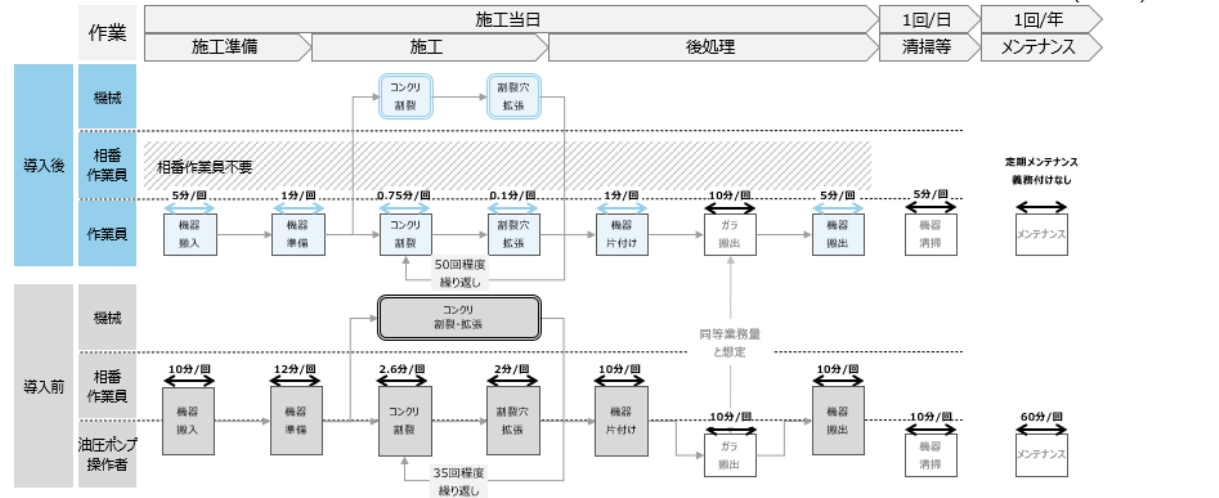 作業
施工当日
1回/日
1回/年
施工準備
施工
後処理
清掃等
メンテナンス
導入後
機械
コンクリ
割裂
割裂穴
拡張
相番
作業員
相番作業員不要
定期メンテナンス
義務付けなし
5分/回
1分/回
0.75分/回
0.1分/回
1分/回
10分/回
5分/回
5分/回
作業員
機器
搬入
機器
準備
コンクリ
割裂
割裂穴
拡張
機器
片付け
ガラ
搬出
機器
搬出
機器
清掃
メンテナンス
50回程度
繰り返し
導入前
機械
コンクリ
割裂・拡張
同等業務量
と想定
相番
作業員
10分/回
12分/回
2.6分/回
2分/回
10分/回
10分/回
機器
搬入
機器
準備
コンクリ
割裂
割裂穴
拡張
機器
片付け
機器
搬出
油圧ポンプ
操作者
10分/回
10分/回
60分/回
ガラ
搬出
機器
清掃
メンテナンス
35回程度
繰り返し